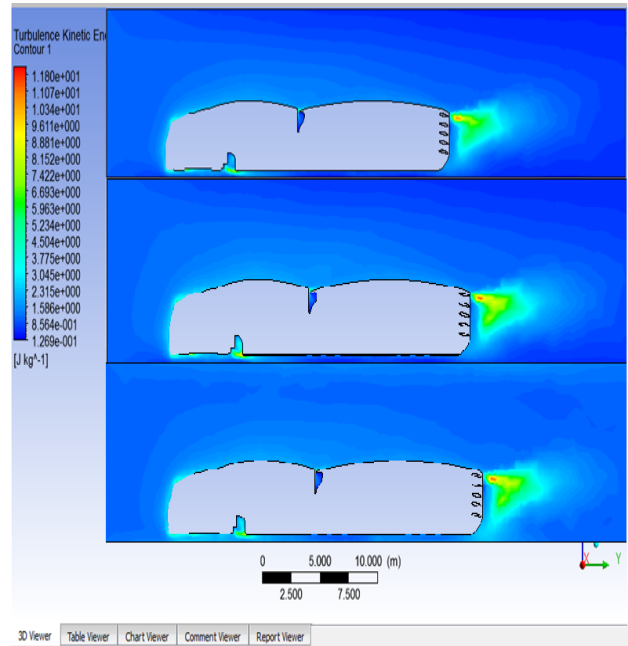 Turbulence Kinetic En
Contour 1
1.180e+001
1.107e+001
1.034e+001
9.611e+000
8.881e+000
8.152e+000
7.422e+000
6.693e+000
5.963e+000
5.234e+000
4.504e+000
3.775e+000
3.045e+000
2.315e+000
1.586e+000
8.564e-001
1.269e-001
[J kg^-1]
0 5.000 10.000 (m)
2.500 7.500
X Y
3D Viewer Table Viewer Chart Viewer Comment Viewer Report Viewer